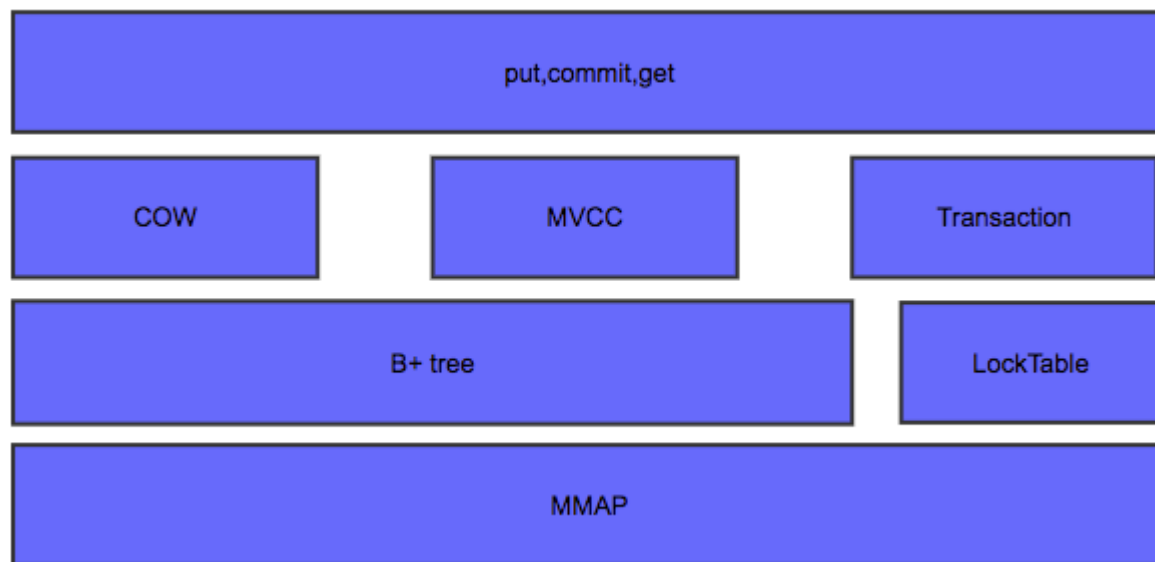 put,commit,get
COW
MVCC
Transaction
B+ tree
LockTable
MMAP